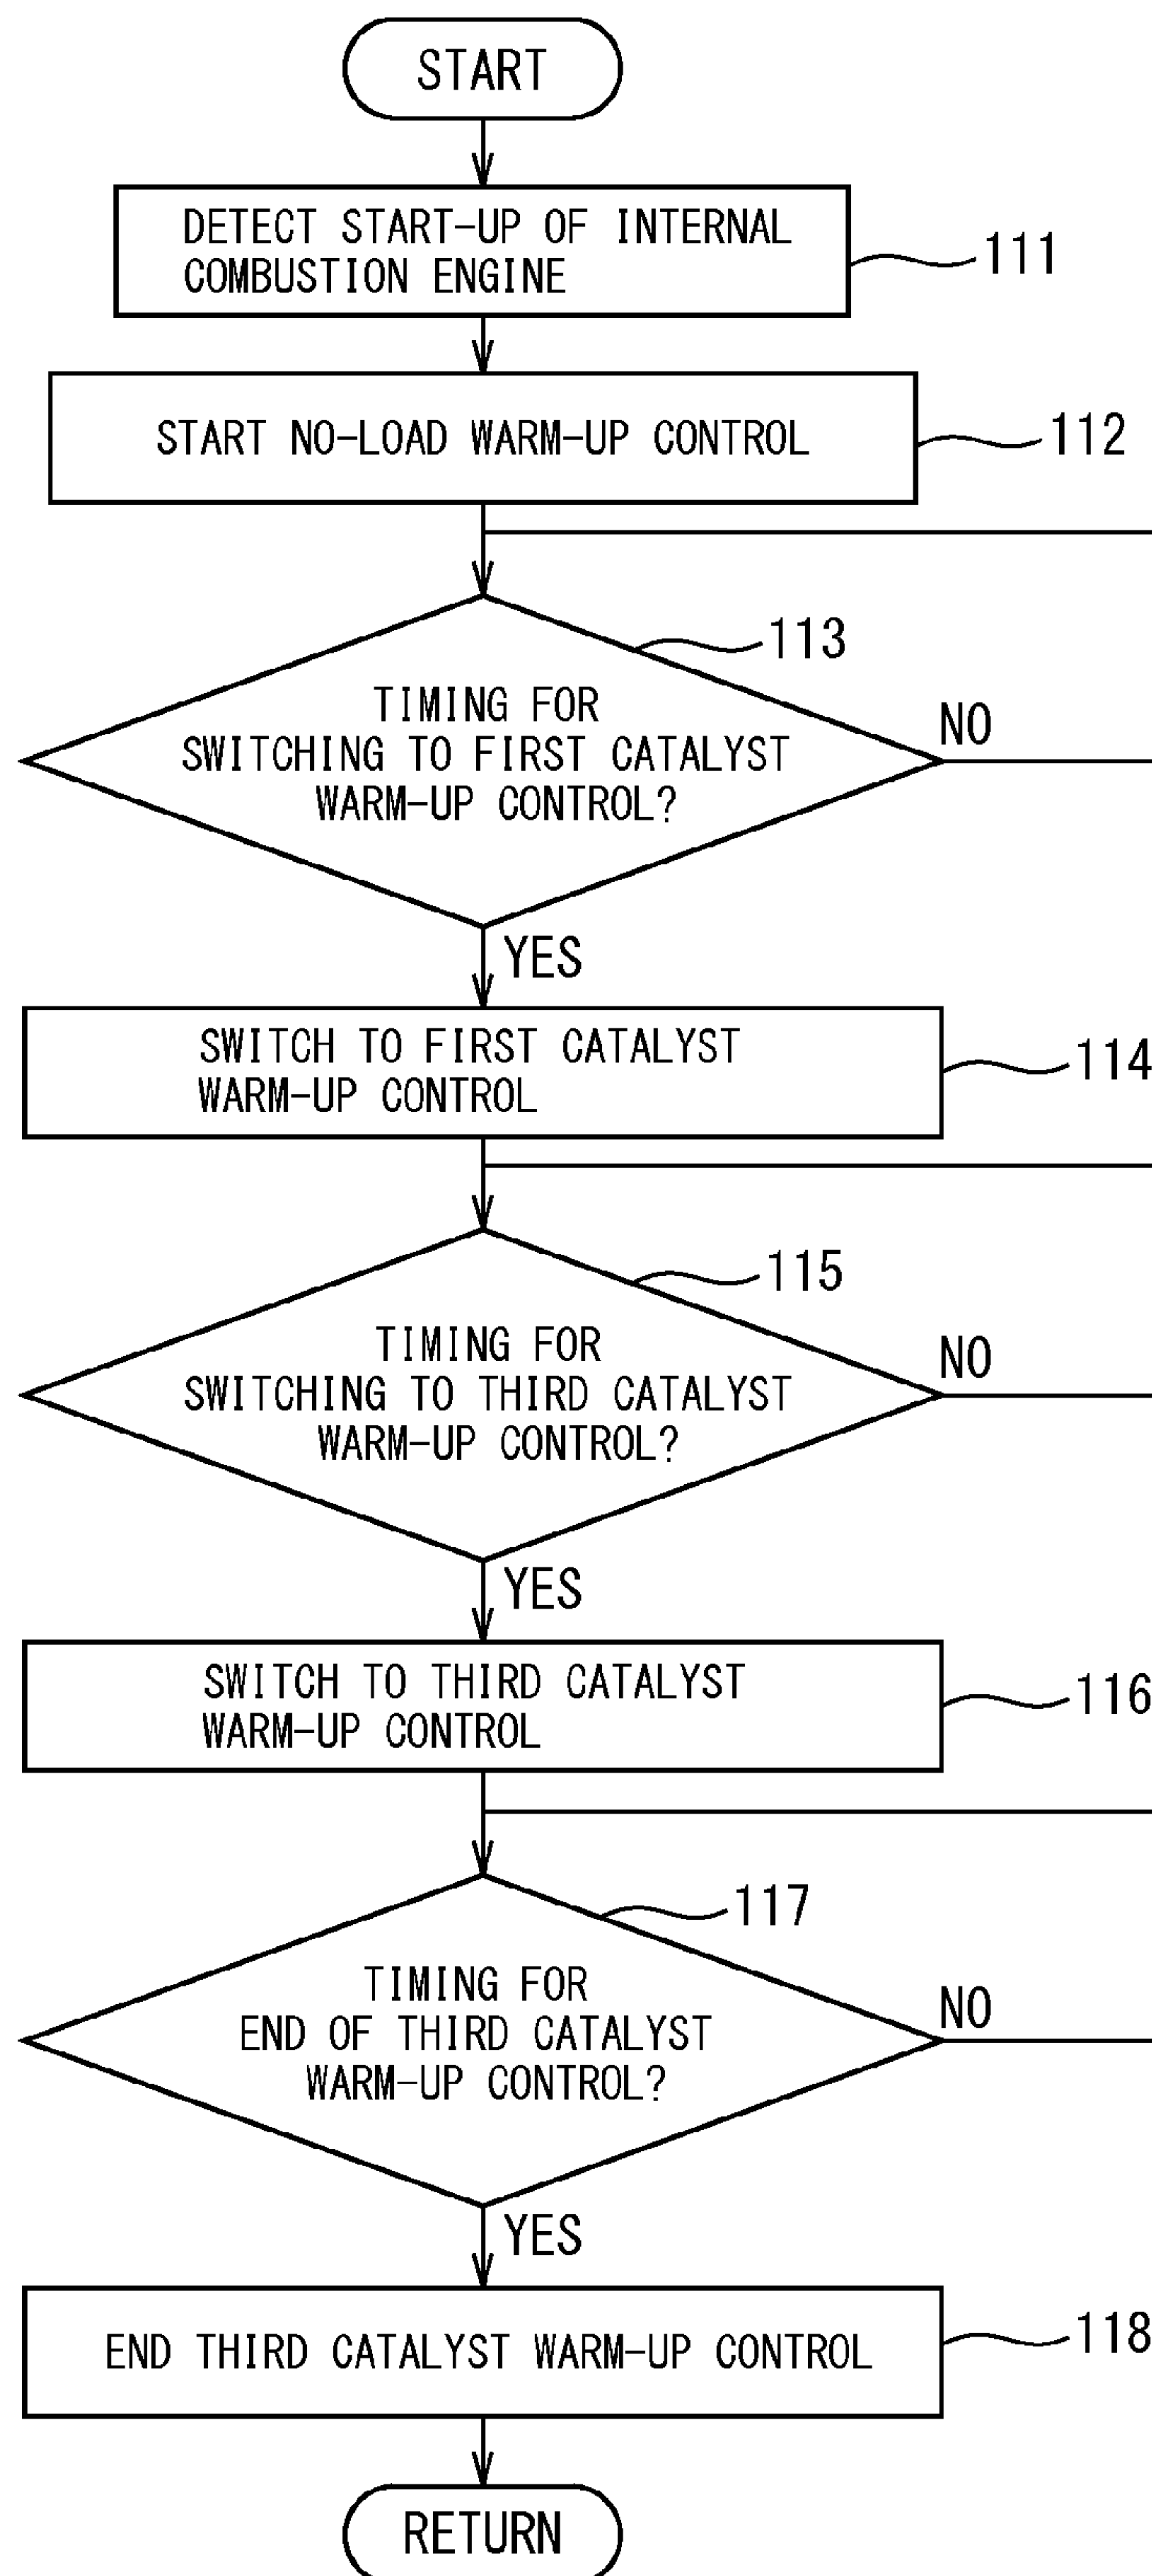 START
DETECT START-UP OF INTERNAL
COMBUSTION ENGINE
111
START NO-LOAD WARM-UP CONTROL
112
113
TIMING FOR
SWITCHING TO FIRST CATALYST
WARM-UP CONTROL?
NO
YES
SWITCH TO FIRST CATALYST
WARM-UP CONTROL
114
115
TIMING FOR
SWITCHING TO THIRD CATALYST
WARM-UP CONTROL?
NO
YES
SWITCH TO THIRD CATALYST
WARM-UP CONTROL
116
117
TIMING FOR
END OF THIRD CATALYST
WARM-UP CONTROL?
NO
YES
END THIRD CATALYST WARM-UP CONTROL
118
RETURN